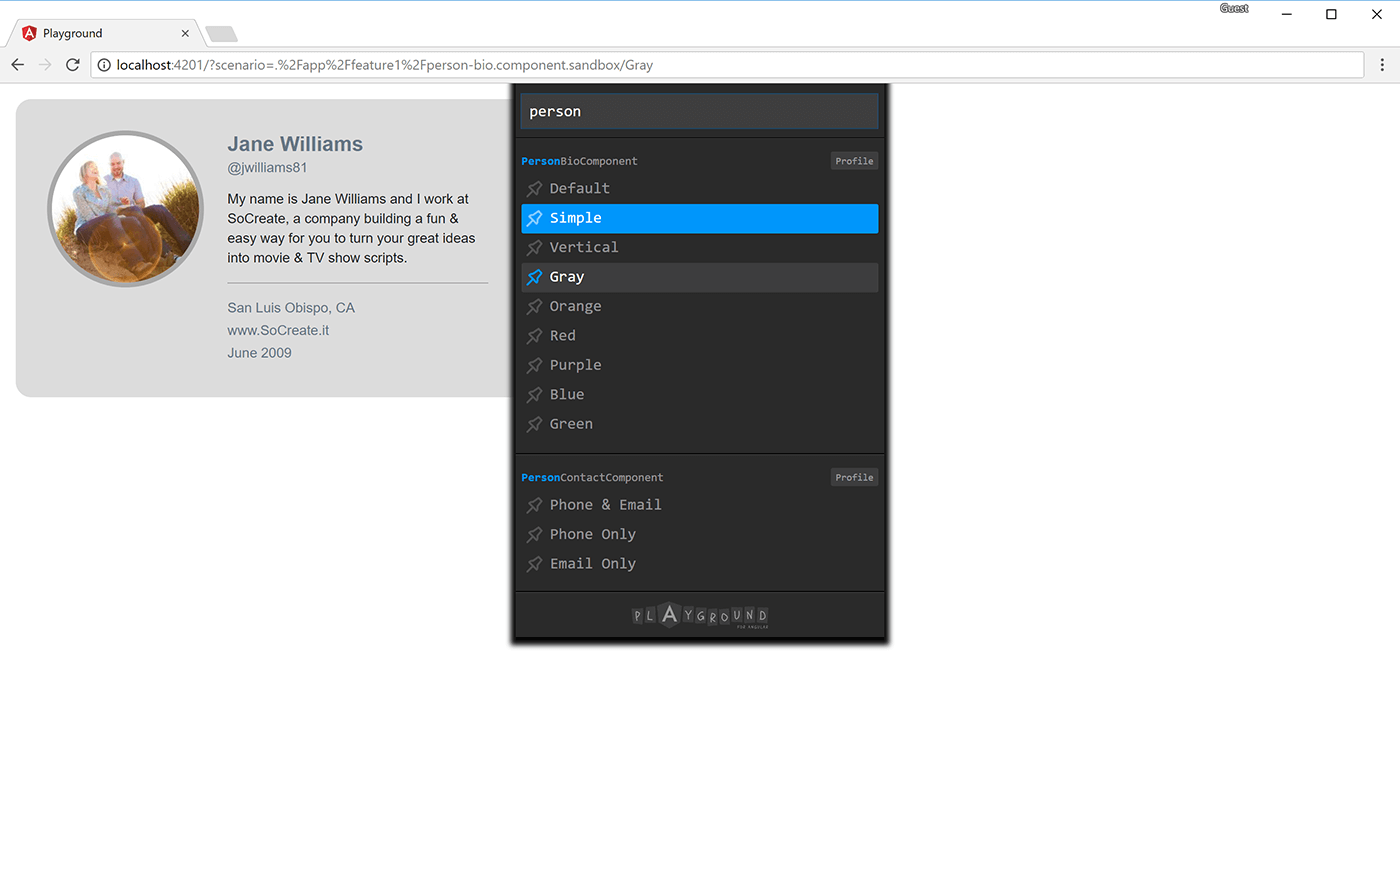 Guest
Playground
localhost:4201/?scenario=.%2Fapp%2Ffeature1%2Fperson-bio.component.sandbox/Gray
Jane Williams
@jwilliams81
My name is Jane Williams and I work at
SoCreate, a company building a fun &
easy way for you to turn your great ideas
into movie & TV show scripts.
San Luis Obispo, CA
www.SoCreate.it
June 2009
person
PersonBioComponent Profile
Default
Simple
Vertical
Gray
Orange
Red
Purple
Blue
Green
PersonContactComponent Profile
Phone & Email
Phone Only
Email Only
PLAYGROUND
FOR ANGULAR